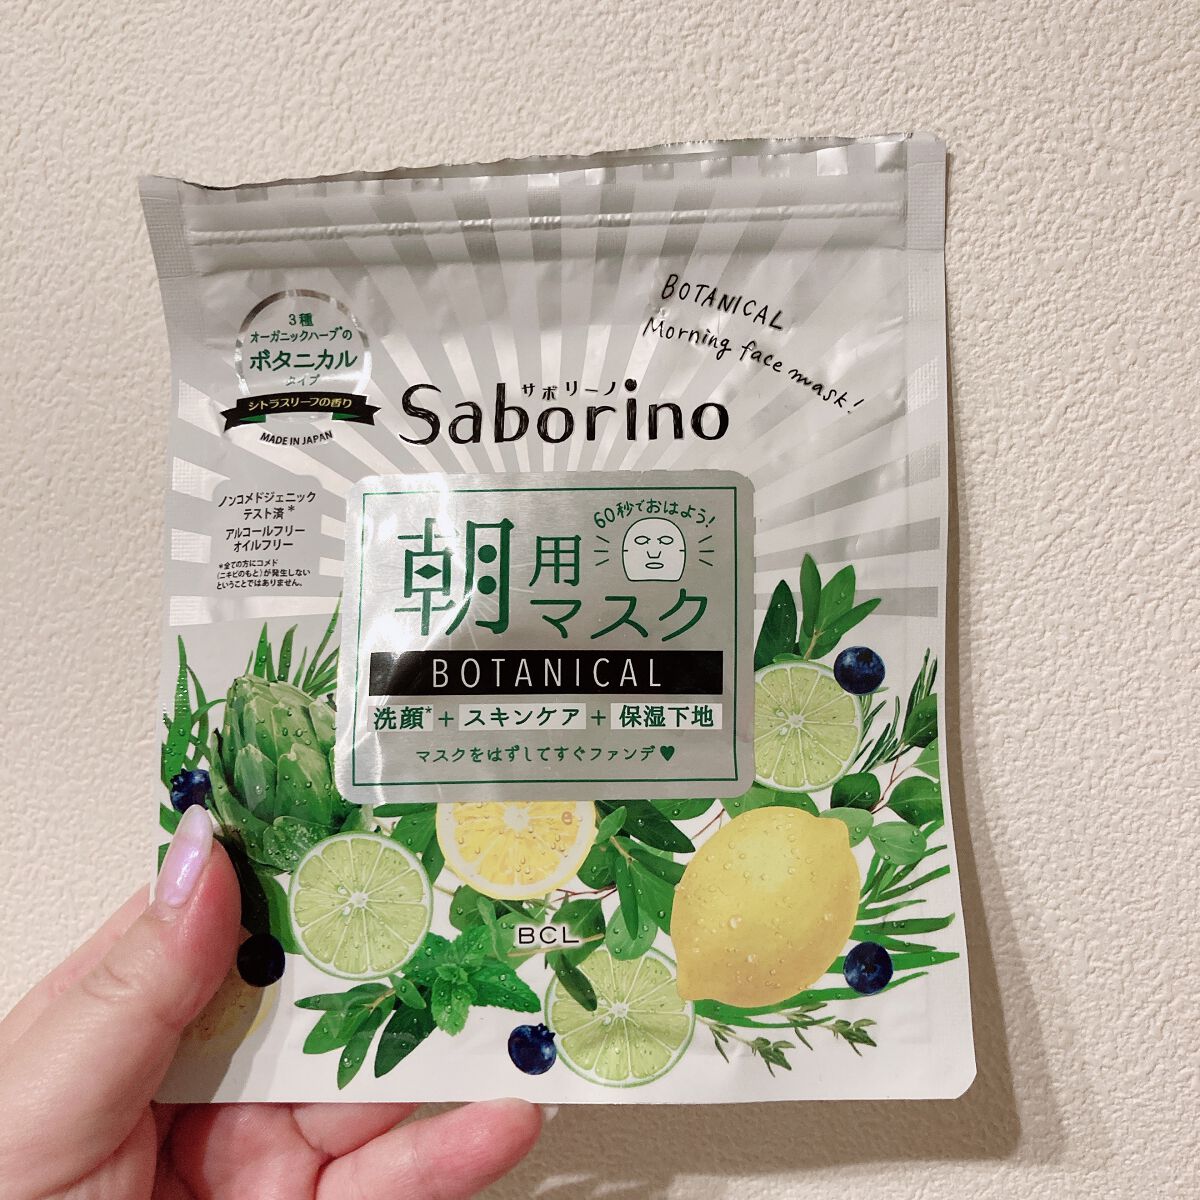 BOTANICAL
Morning face mask!
3種
オーガニックハーブ*の
ボタニカル
タイプ
シトラスリーフの香り
MADE IN JAPAN
サボリーノ
Saborino
ノンコメドジェニック
テスト済*
アルコールフリー
オイルフリー
*全ての方にコメド
(ニキビのもと)が発生しない
ということではありません。
60秒でおはよう!
朝用
マスク
BOTANICAL
洗顔*+スキンケア+保湿下地
マスクをはずしてすぐファンデ♥
BCL